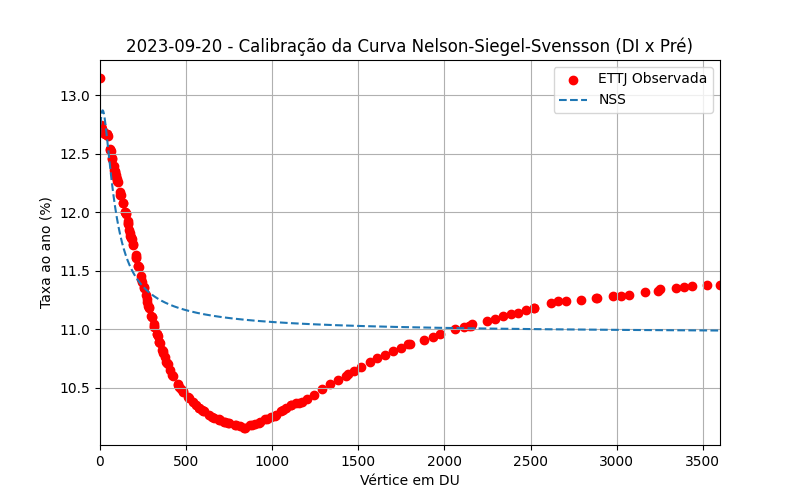 2023-09-20 - Calibração da Curva Nelson-Siegel-Svensson (DI x Pré)
ETTJ Observada
NSS
Taxa ao ano (%)
13.0
12.5
12.0
11.5
11.0
10.5
0 500 1000 1500 2000 2500 3000 3500
Vértice em DU